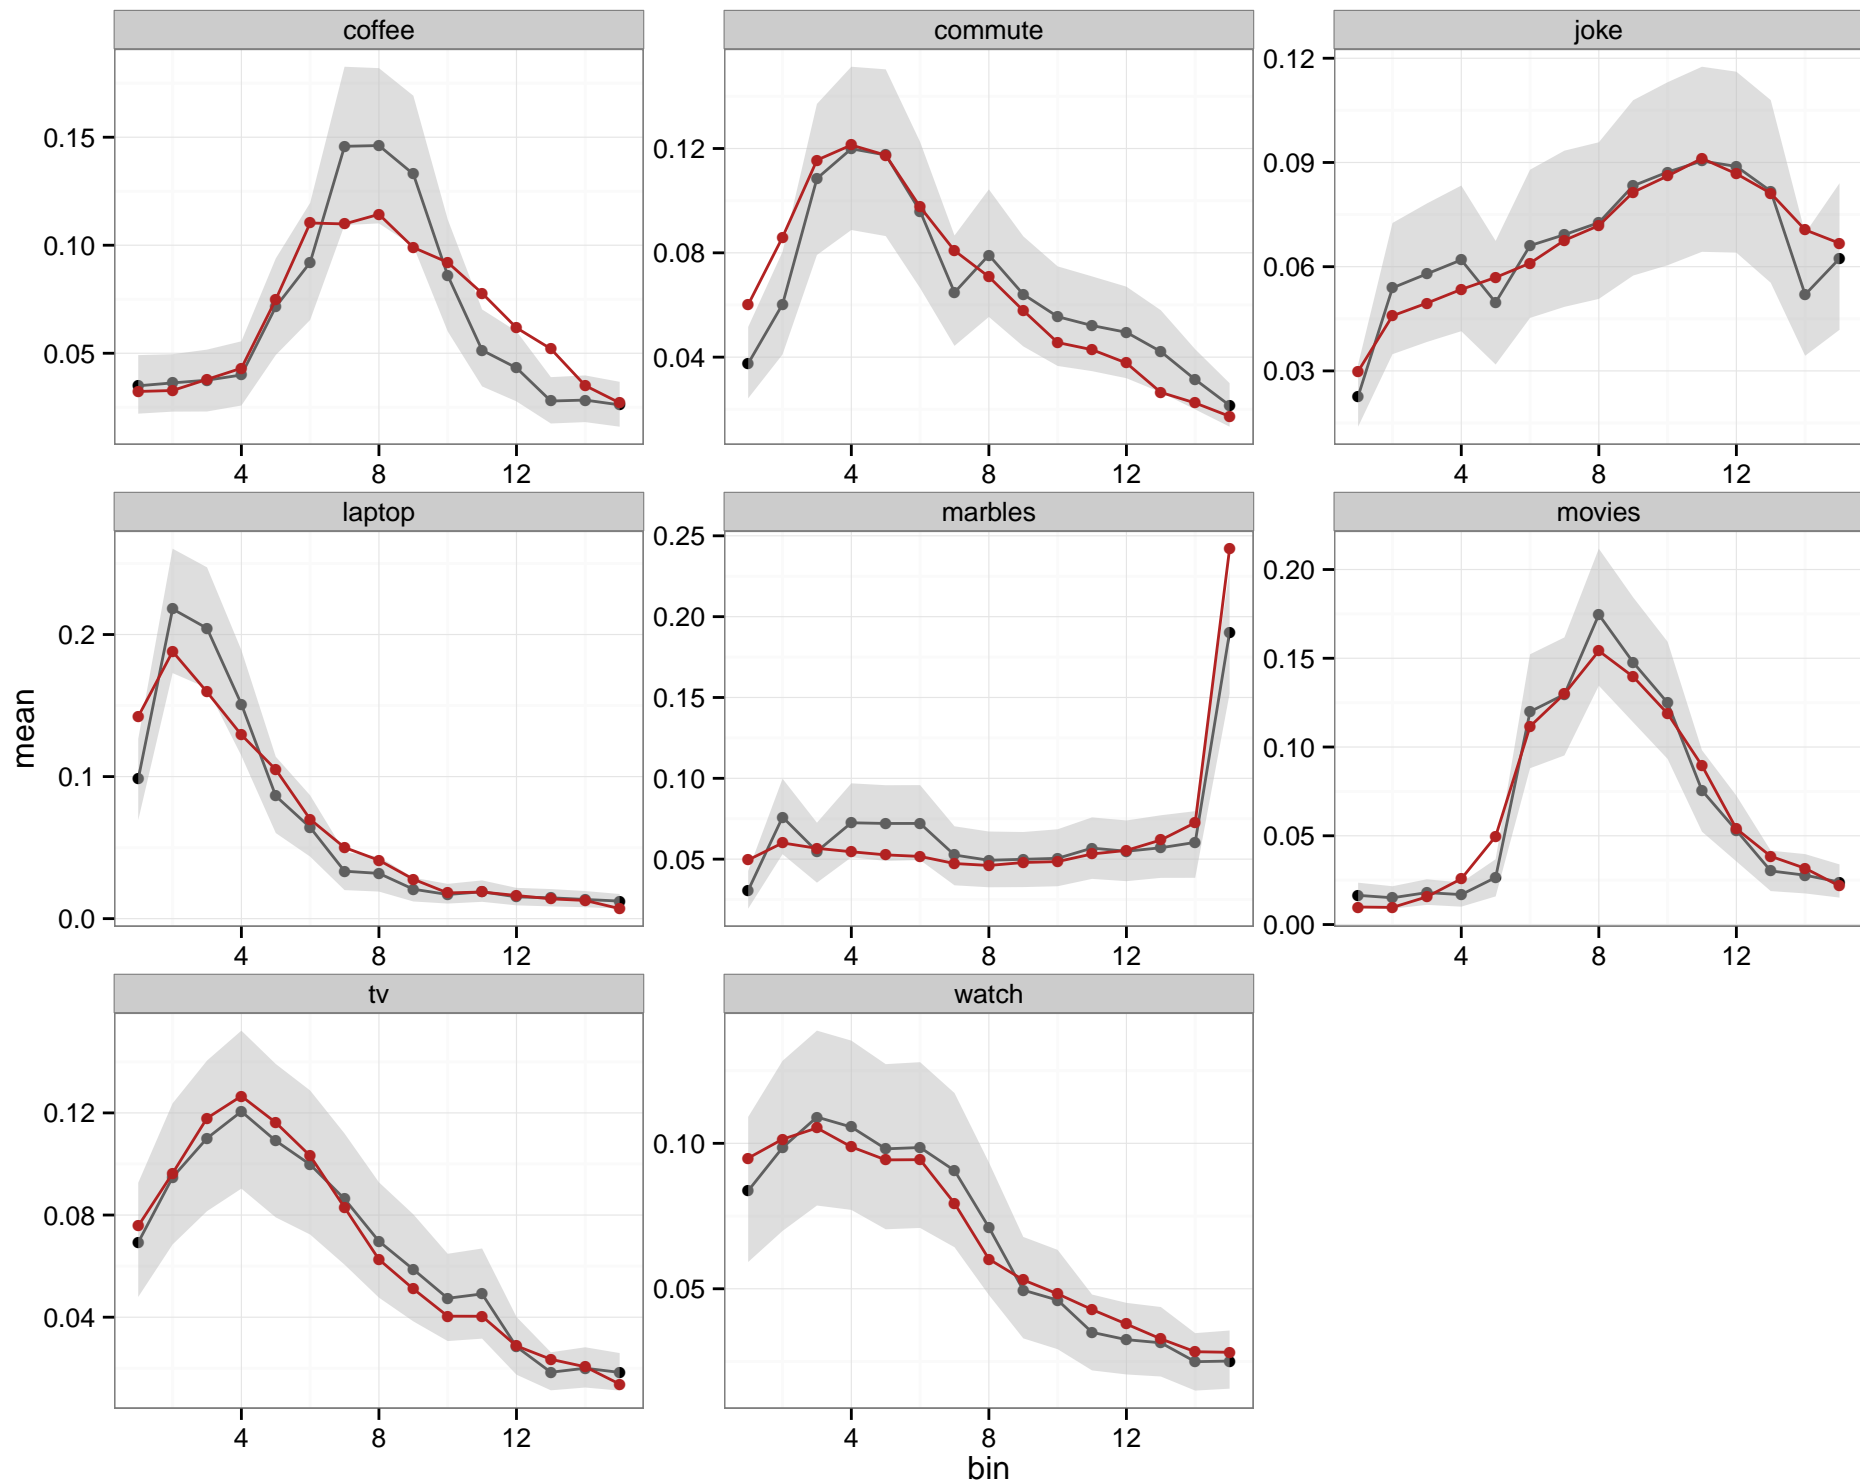 coffee commute joke
0.05 0.10 0.15
0.04 0.08 0.12
0.03 0.06 0.09 0.12
4 8 12 4 8 12 4 8 12
laptop marbles movies
0.0 0.1 0.2
0.05 0.10 0.15 0.20 0.25
0.00 0.05 0.10 0.15 0.20
4 8 12 4 8 12 4 8 12
mean
tv watch
0.04 0.08 0.12
0.05 0.10
4 8 12 4 8 12
bin